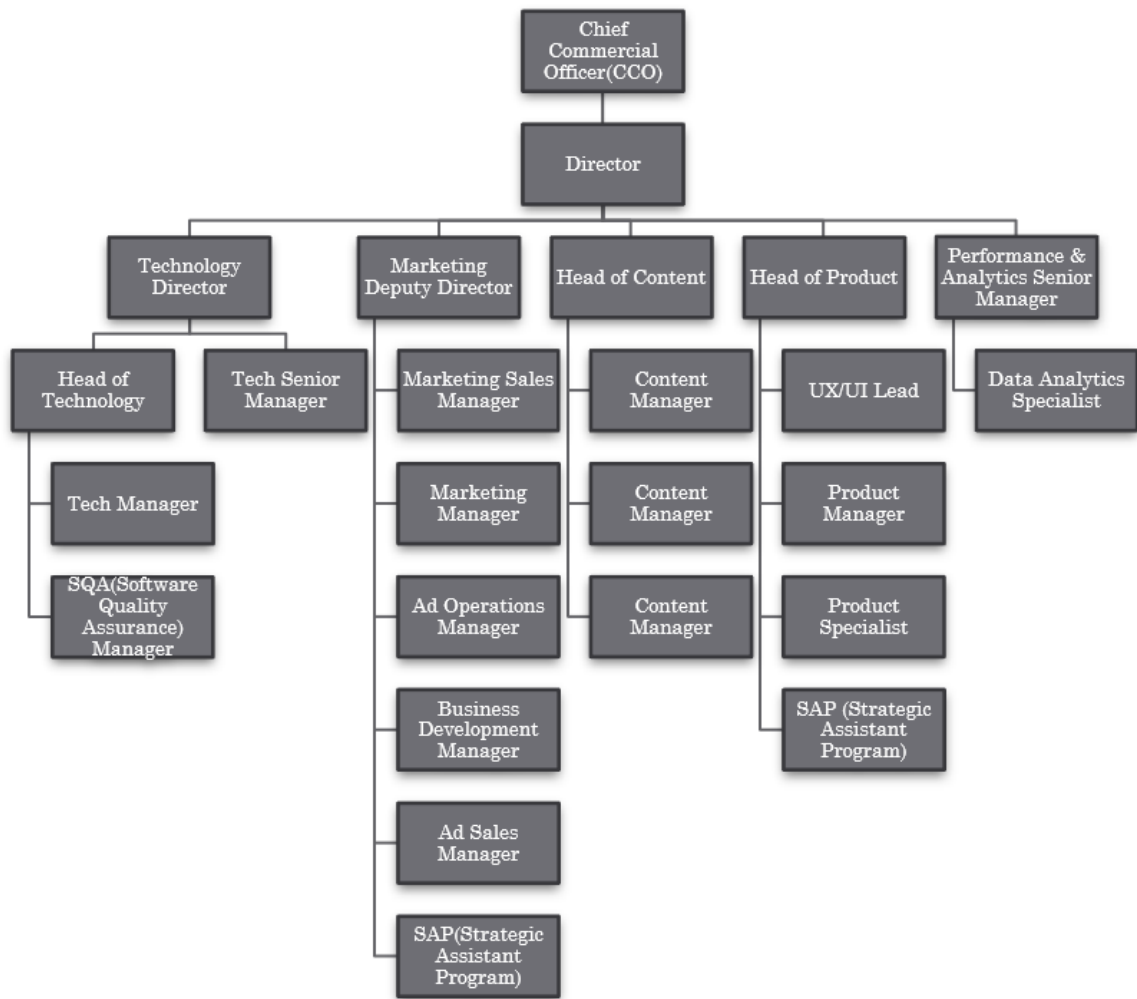 Chief
Commercial
Officer(CCO)
Director
Technology
Director
Marketing
Deputy Director
Head of Content
Head of Product
Performance &
Analytics Senior
Manager
Head of
Technology
Tech Senior
Manager
Marketing Sales
Manager
Content
Manager
UX/UI Lead
Data Analytics
Specialist
Tech Manager
Marketing
Manager
Content
Manager
Product
Manager
SQA(Software
Quality
Assurance)
Manager
Ad Operations
Manager
Content
Manager
Product
Specialist
Business
Development
Manager
SAP (Strategic
Assistant
Program)
Ad Sales
Manager
SAP(Strategic
Assistant
Program)